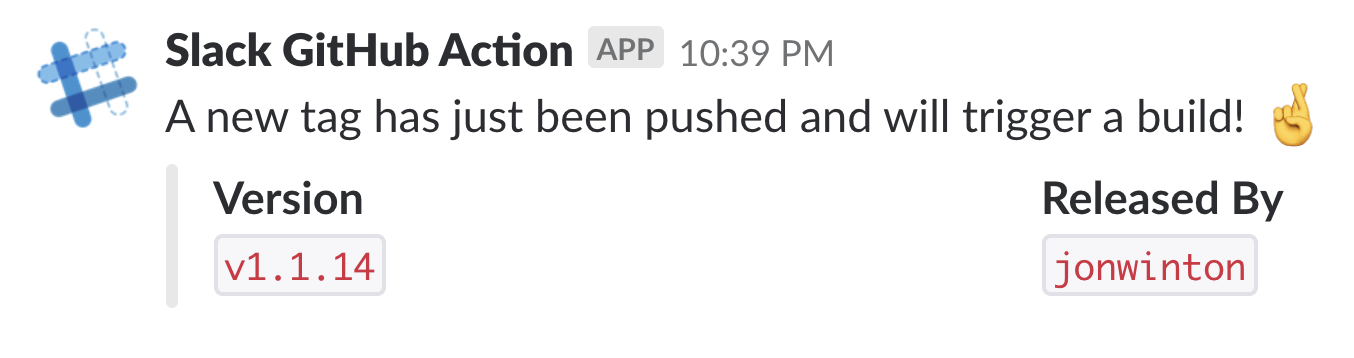 Slack GitHub Action APP 10:39 PM
A new tag has just been pushed and will trigger a build! 🤞
Version Released By
v1.1.14 jonwinton